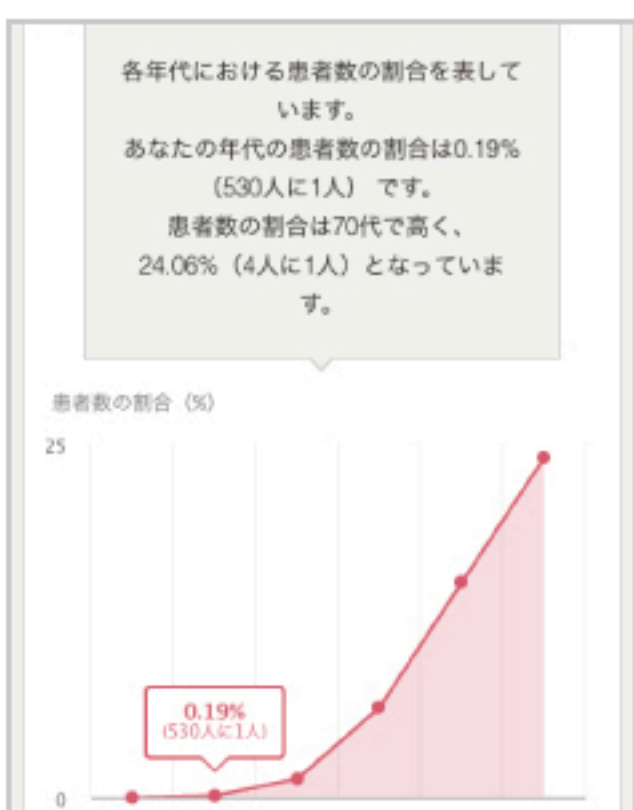 各年代における患者数の割合を表して
います。
あなたの年代の患者数の割合は0.19%
（530人に1人） です。
患者数の割合は70代で高く、
24.06%（4人に1人）となっていま
す。
患者数の割合（%）
25
0.19%
(530人に1人)
0